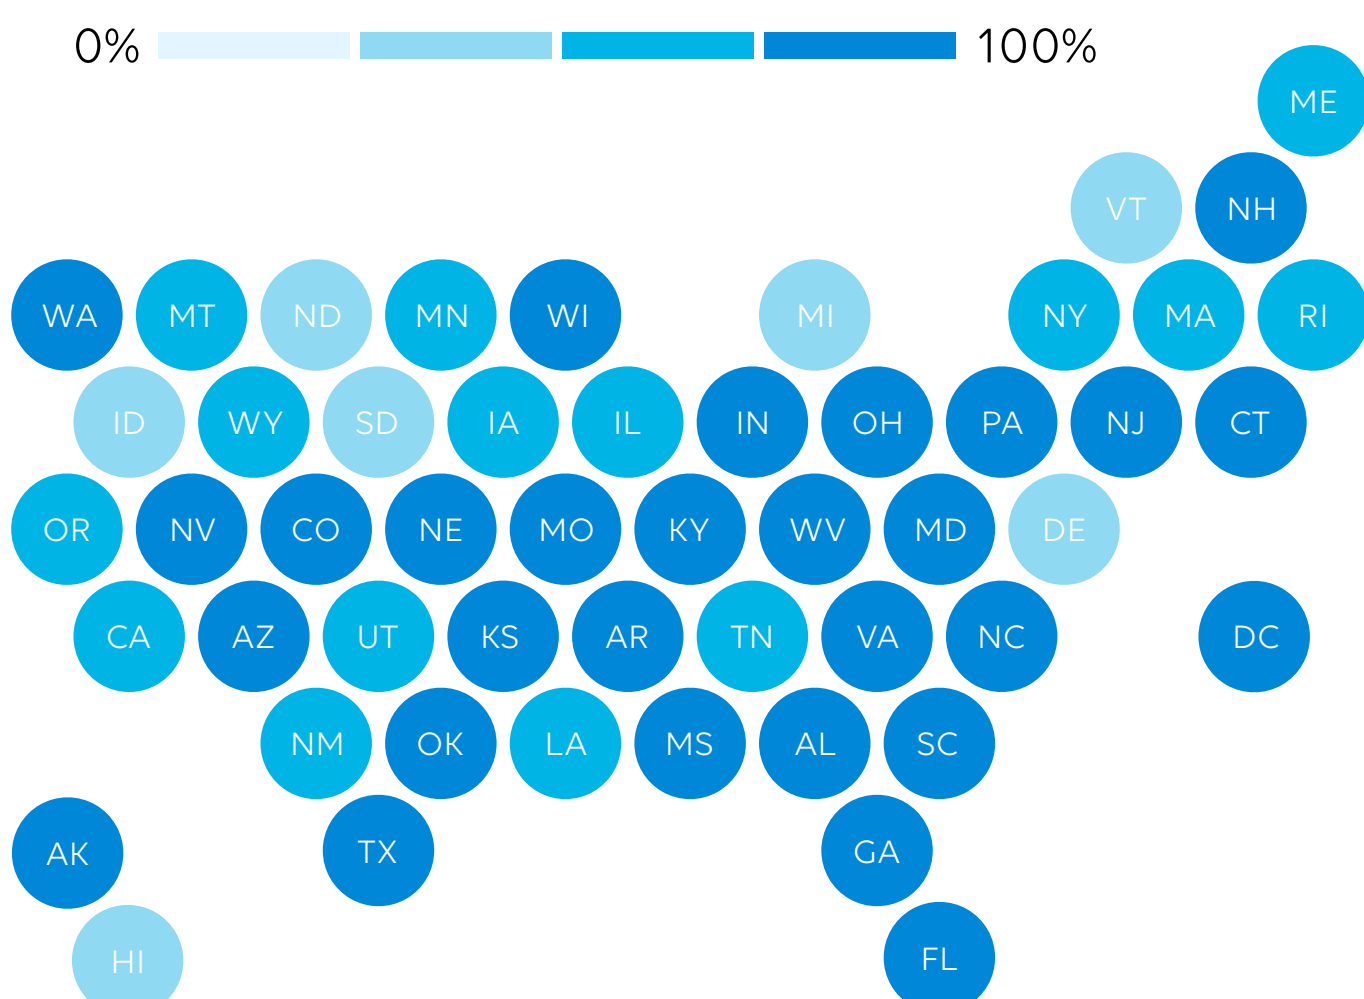 0% 100%
ME
VT NH
WA MT ND MN WI MI NY MA RI
ID WY SD IA IL IN OH PA NJ CT
OR NV CO NE MO KY WV MD DE
CA AZ UT KS AR TN VA NC DC
NM OK LA MS AL SC
AK TX GA
HI FL